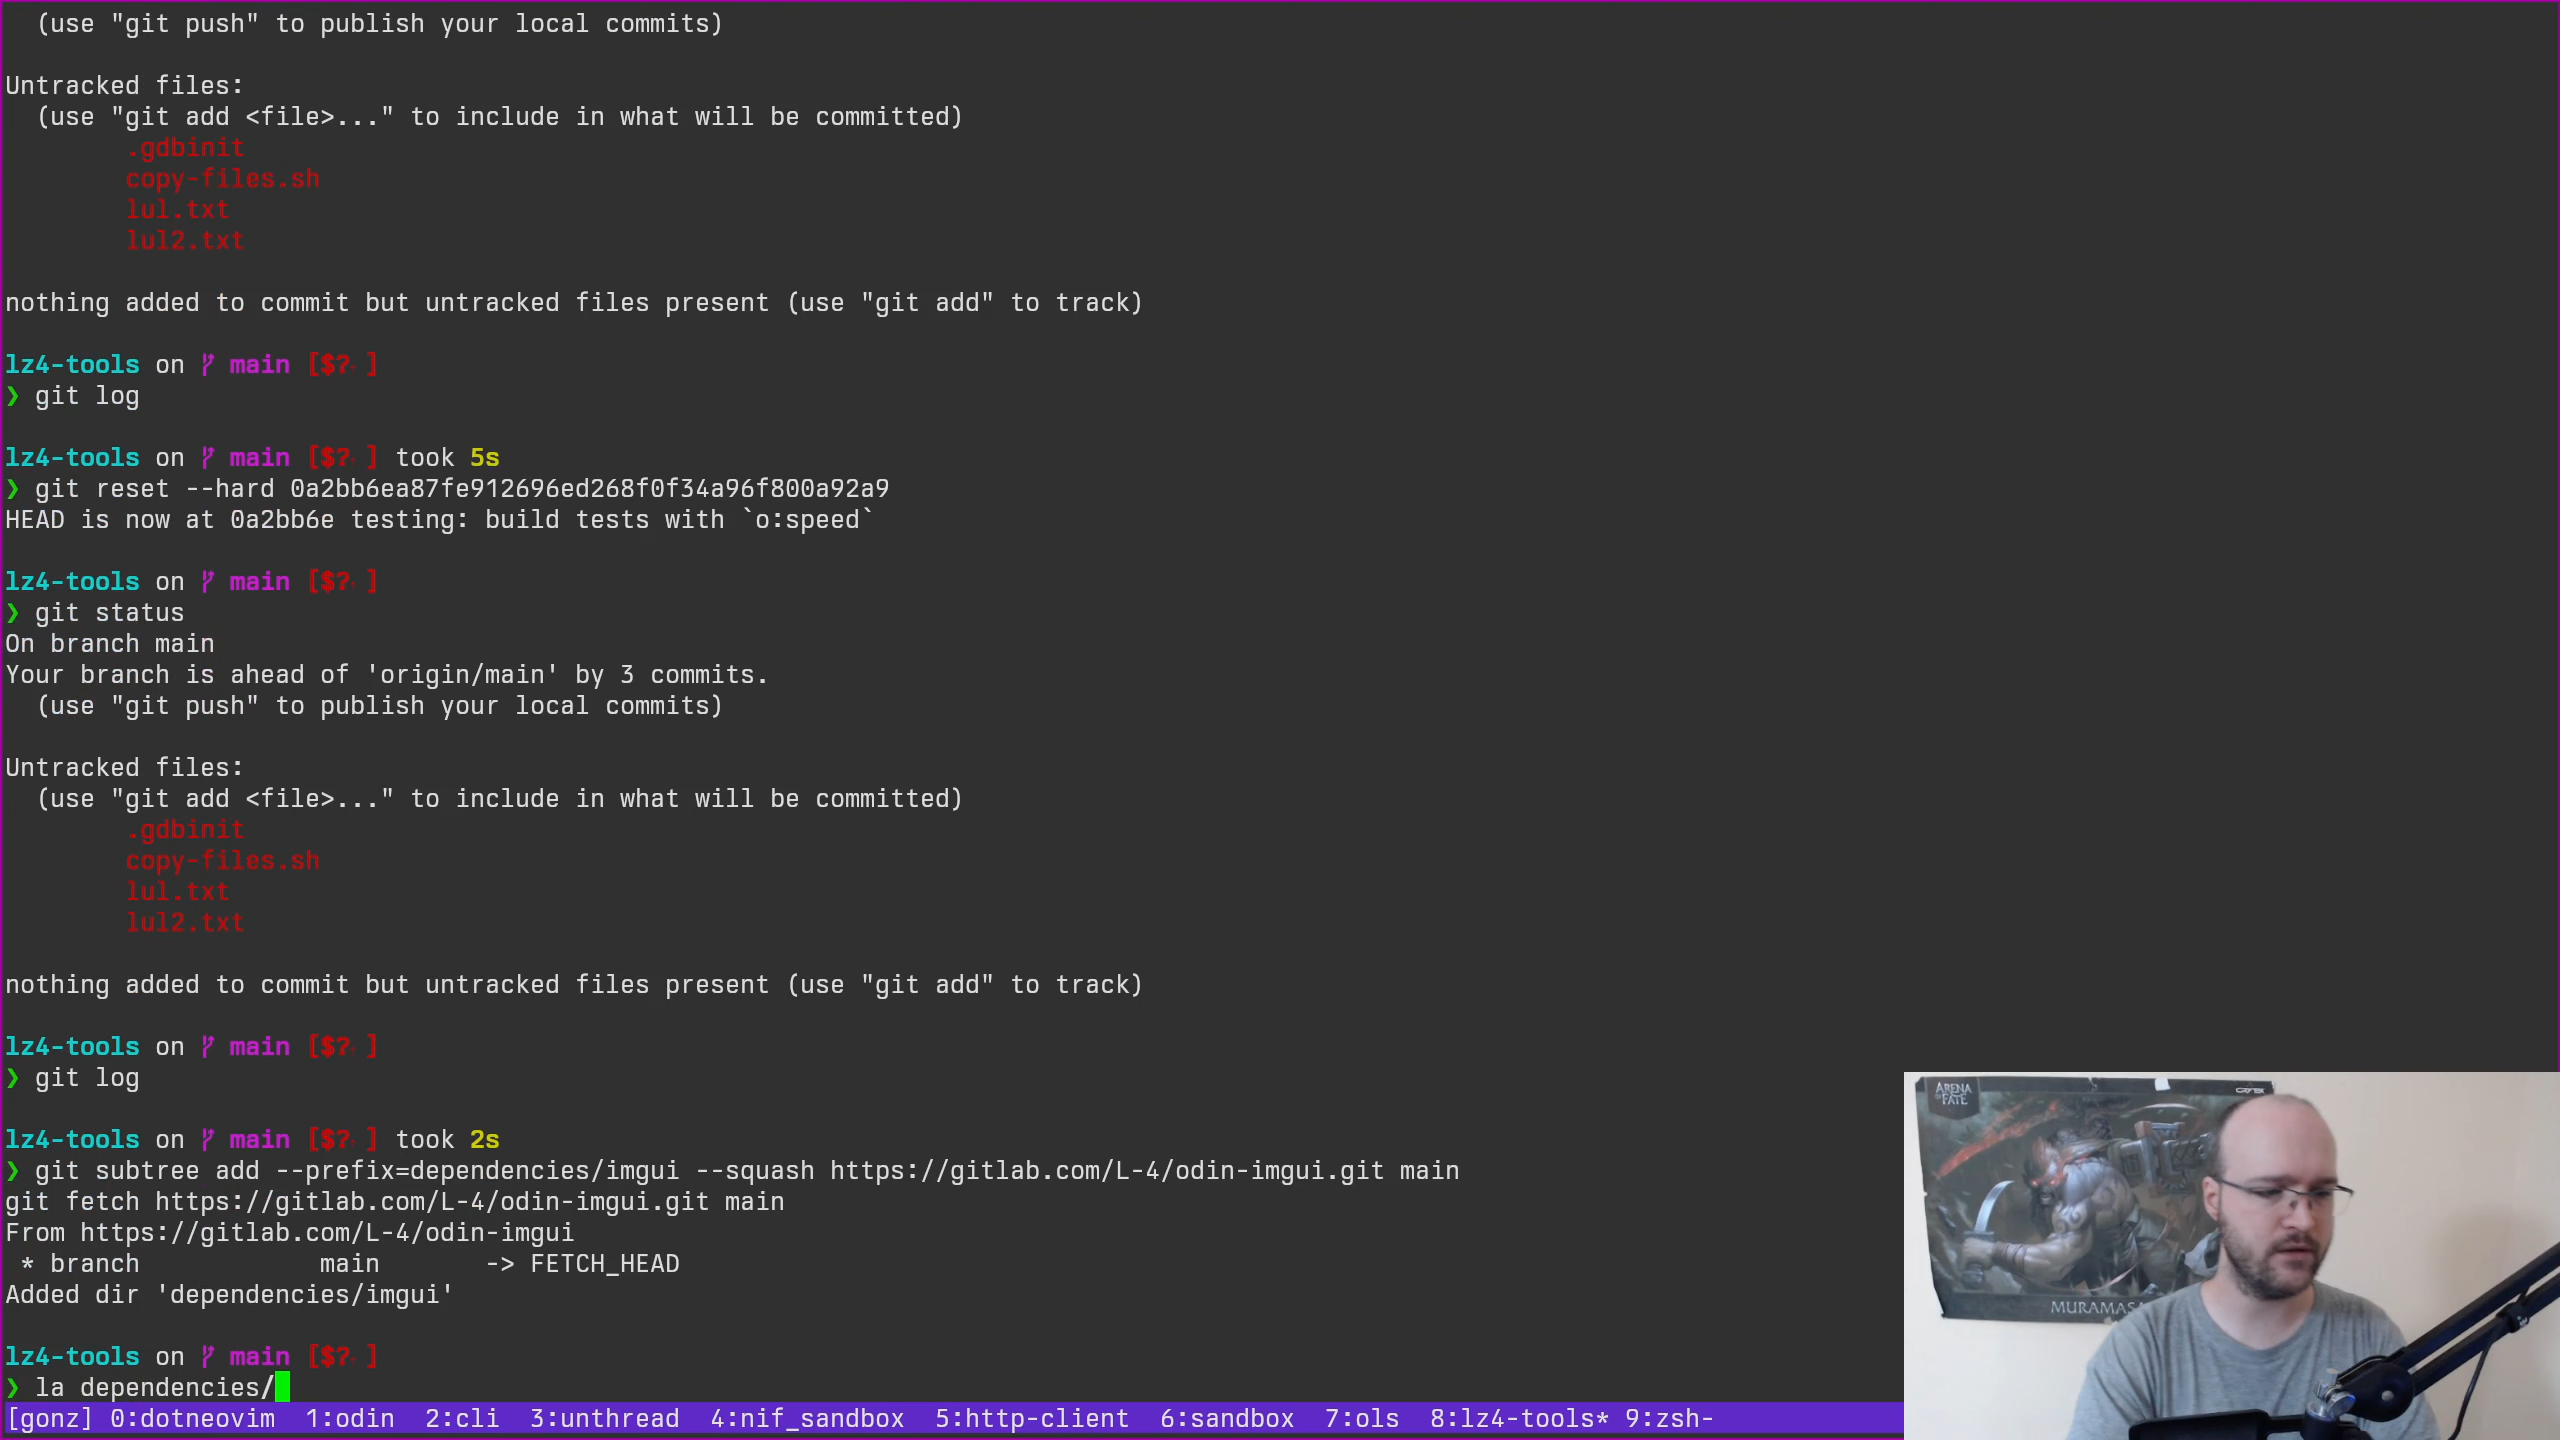 (use "git push" to publish your local commits)
Untracked files:
(use "git add <file>..." to include in what will be committed)
.gdbinit
copy-files.sh
lul.txt
lul2.txt
nothing added to commit but untracked files present (use "git add" to track)
lz4-tools on main [$?]
❯ git log
lz4-tools on main [$?] took 5s
❯ git reset --hard 0a2bb6ea87fe912696ed268f0f34a96f800a92a9
HEAD is now at 0a2bb6e testing: build tests with `o:speed`
lz4-tools on main [$?]
❯ git status
On branch main
Your branch is ahead of 'origin/main' by 3 commits.
(use "git push" to publish your local commits)
Untracked files:
(use "git add <file>..." to include in what will be committed)
.gdbinit
copy-files.sh
lul.txt
lul2.txt
nothing added to commit but untracked files present (use "git add" to track)
lz4-tools on main [$?]
❯ git log
lz4-tools on main [$?] took 2s
❯ git subtree add --prefix=dependencies/imgui --squash https://gitlab.com/L-4/odin-imgui.git main
git fetch https://gitlab.com/L-4/odin-imgui.git main
From https://gitlab.com/L-4/odin-imgui
* branch main -> FETCH_HEAD
Added dir 'dependencies/imgui'
lz4-tools on main [$?]
❯ la dependencies/
[gonz] 0:dotneovim 1:odin 2:cli 3:unthread 4:nif_sandbox 5:http-client 6:sandbox 7:ols 8:lz4-tools* 9:zsh-
ARENA
OF FATE
MURAMASA